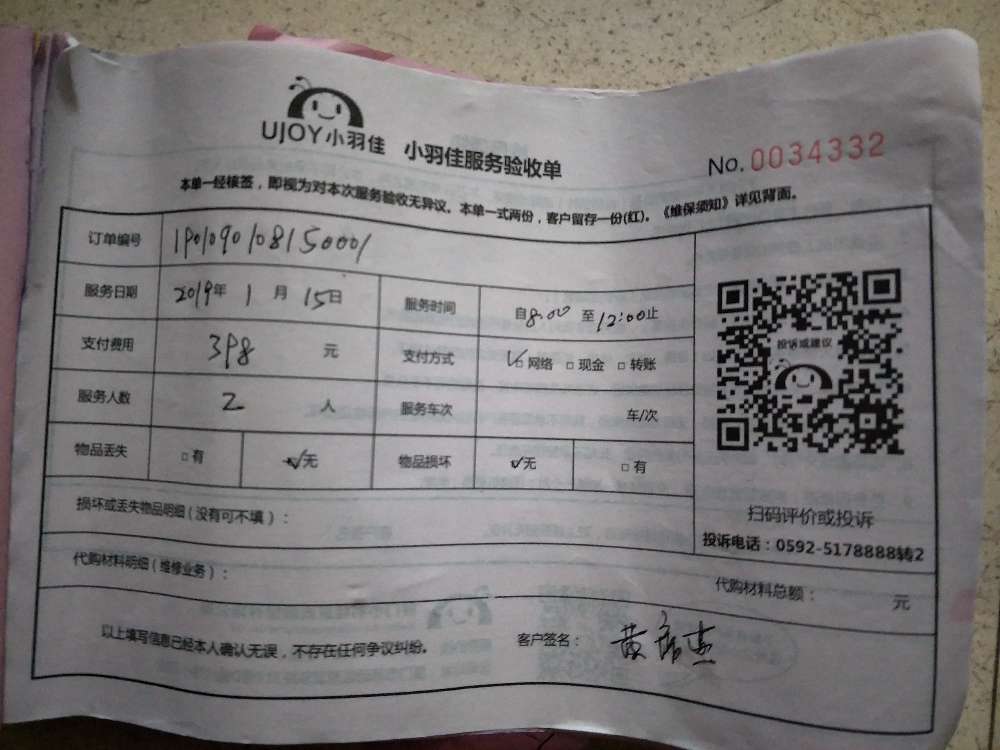 UJOY小羽佳 小羽佳服务验收单 No.0034332
本单一经核签，即视为对本次服务验收无异议。本单一式两份，客户留存一份(红)。《维保须知》详见背面。
订单编号 1901090108150001
服务日期 2019年 1月 15日 服务时间 自8:00 至12:00止
支付费用 398 元 支付方式 ☑网络 □现金 □转账
服务人数 2 人 服务车次 车/次
物品丢失 □有 ☑无 物品损坏 ☑无 □有
投诉或建议
扫码评价或投诉
投诉电话：0592-5178888转2
损坏或丢失物品明细(没有可不填)：
代购材料明细(维修业务)： 代购材料总额： 元
以上填写信息已经本人确认无误，不存在任何争议纠纷。 客户签名：